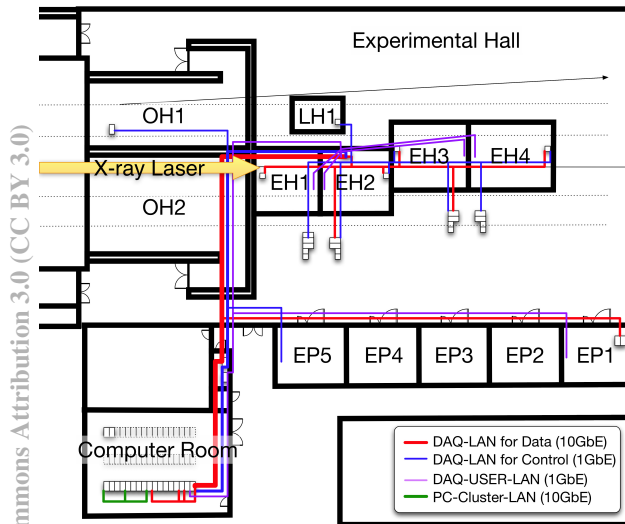 Experimental Hall
OH1
LH1
EH3
EH4
X-ray Laser
EH1
EH2
OH2
EP5
EP4
EP3
EP2
EP1
Computer Room
DAQ-LAN for Data (10GbE)
DAQ-LAN for Control (1GbE)
DAQ-USER-LAN (1GbE)
PC-Cluster-LAN (10GbE)
mmons Attribution 3.0 (CC BY 3.0)